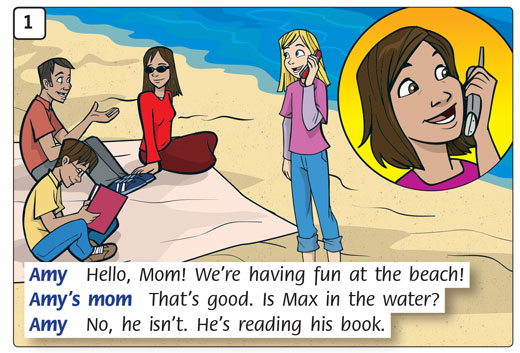 1
Amy Hello, Mom! We're having fun at the beach!
Amy's mom That's good. Is Max in the water?
Amy No, he isn't. He's reading his book.